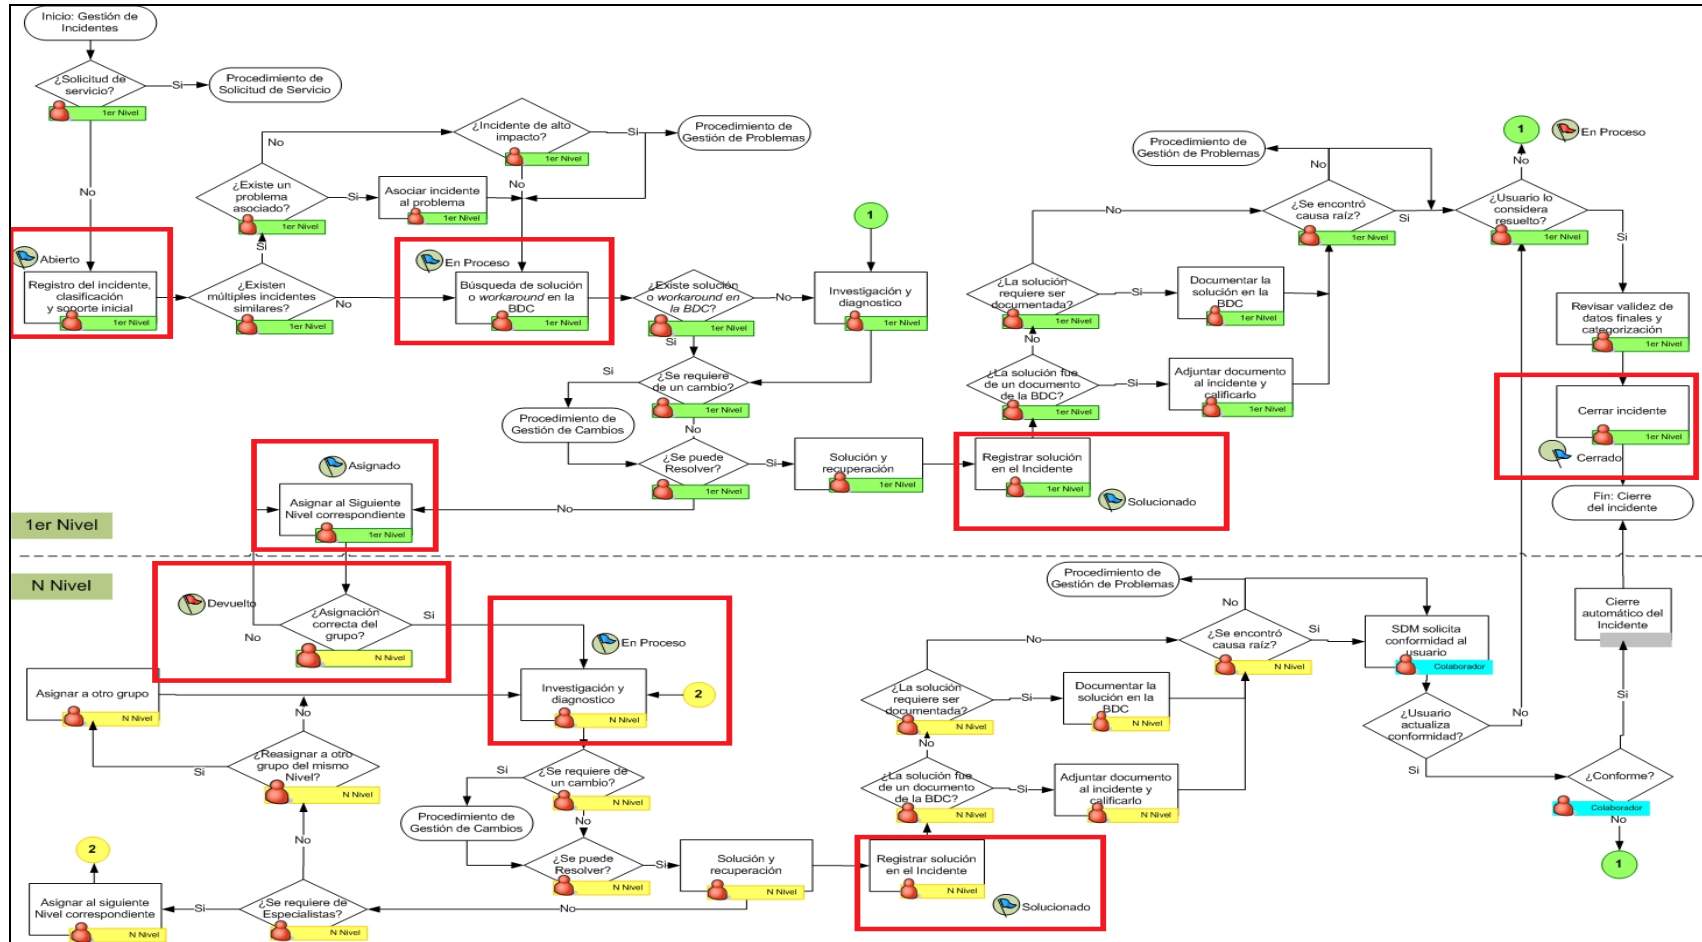 Inicio: Gestión de
Incidentes
¿Solicitud de
servicio?
1er Nivel
Si
Procedimiento de
Solicitud de Servicio
No
Abierto
Registro del incidente,
clasificación
y soporte inicial
1er Nivel
¿Existen
múltiples incidentes
similares?
1er Nivel
Si
No
¿Existe un
problema
asociado?
1er Nivel
No
Si
Asociar incidente
al problema
1er Nivel
¿Incidente de alto
impacto?
1er Nivel
Si
No
Procedimiento de
Gestión de Problemas
En Proceso
Búsqueda de solución
o workaround en la
BDC
1er Nivel
¿Existe solución
o workaround en
la BDC?
1er Nivel
No
Si
1
Investigación y
diagnostico
1er Nivel
¿Se requiere
de un cambio?
1er Nivel
Si
No
Procedimiento de
Gestión de Cambios
¿Se puede
Resolver?
1er Nivel
Si
No
Solución y
recuperación
1er Nivel
Registrar solución
en el Incidente
1er Nivel
Solucionado
¿La solución fue
de un documento
de la BDC?
1er Nivel
No
Si
Adjuntar documento
al incidente y
calificarlo
1er Nivel
¿La solución
requiere ser
documentada?
1er Nivel
No
Si
Documentar la
solución en la
BDC
1er Nivel
¿Se encontró
causa raíz?
1er Nivel
No
Si
Procedimiento de
Gestión de Problemas
¿Usuario lo
considera
resuelto?
1er Nivel
No
Si
1
En Proceso
Revisar validez de
datos finales y
categorización
1er Nivel
Cerrar incidente
1er Nivel
Cerrado
Fin: Cierre
del incidente
Asignado
Asignar al Siguiente
Nivel correspondiente
1er Nivel
1er Nivel
N Nivel
Devuelto
¿Asignación
correcta del
grupo?
N Nivel
No
Si
En Proceso
Investigación y
diagnostico
N Nivel
2
Asignar a otro grupo
N Nivel
No
¿Reasignar a otro
grupo del mismo
Nivel?
N Nivel
Si
No
¿Se requiere de
Especialistas?
N Nivel
Si
Asignar al siguiente
Nivel correspondiente
N Nivel
2
¿Se requiere de
un cambio?
N Nivel
Si
No
Procedimiento de
Gestión de Cambios
¿Se puede
Resolver?
N Nivel
Si
No
Solución y
recuperación
N Nivel
Registrar solución
en el Incidente
N Nivel
Solucionado
¿La solución fue
de un documento
de la BDC?
N Nivel
No
Si
Adjuntar documento
al incidente y
calificarlo
N Nivel
¿La solución
requiere ser
documentada?
N Nivel
No
Si
Documentar la
solución en la
BDC
N Nivel
¿Se encontró
causa raíz?
N Nivel
No
Si
Procedimiento de
Gestión de Problemas
SDM solicita
conformidad al
usuario
Colaborador
¿Usuario
actualiza
conformidad?
No
Si
¿Conforme?
Colaborador
Si
No
1
Cierre
automático del
Incidente